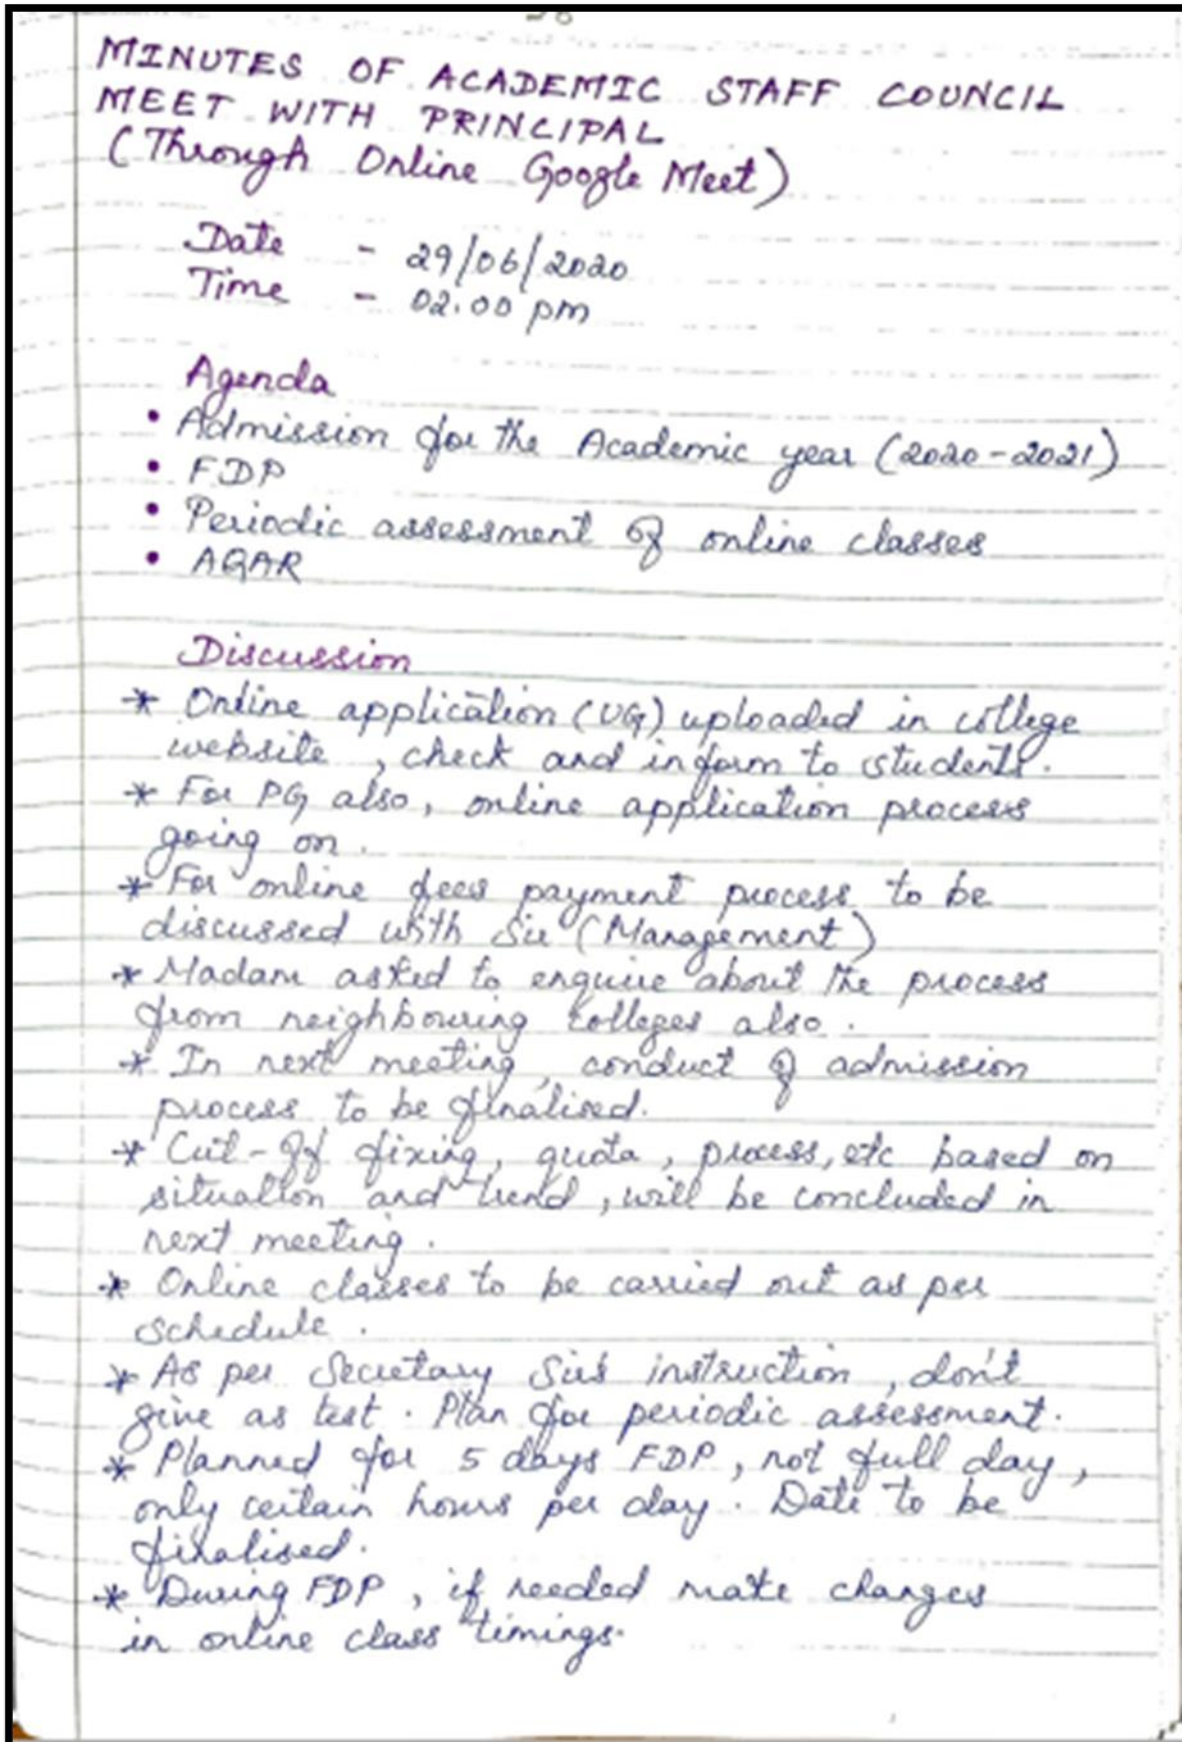 MINUTES OF ACADEMIC STAFF COUNCIL
MEET WITH PRINCIPAL
(Through Online Google Meet)
Date - 29/06/2020
Time - 02.00 pm
Agenda
• Admission for the Academic year (2020-2021)
• FDP
• Periodic assessment of online classes
• AQAR
Discussion
* Online application (UG) uploaded in college
website, check and inform to students.
* For PG also, online application process
going on.
* For online fees payment process to be
discussed with Sir (Management)
* Madam asked to enquire about the process
from neighbouring colleges also.
* In next meeting, conduct of admission
process to be finalised.
* Cut-off fixing, quota, process, etc based on
situation and trend, will be concluded in
next meeting.
* Online classes to be carried out as per
schedule.
* As per Secretary Sir's instruction, don't
give as test. Plan for periodic assessment.
* Planned for 5 days FDP, not full day,
only certain hours per day. Date to be
finalised.
* During FDP, if needed make changes
in online class timings.